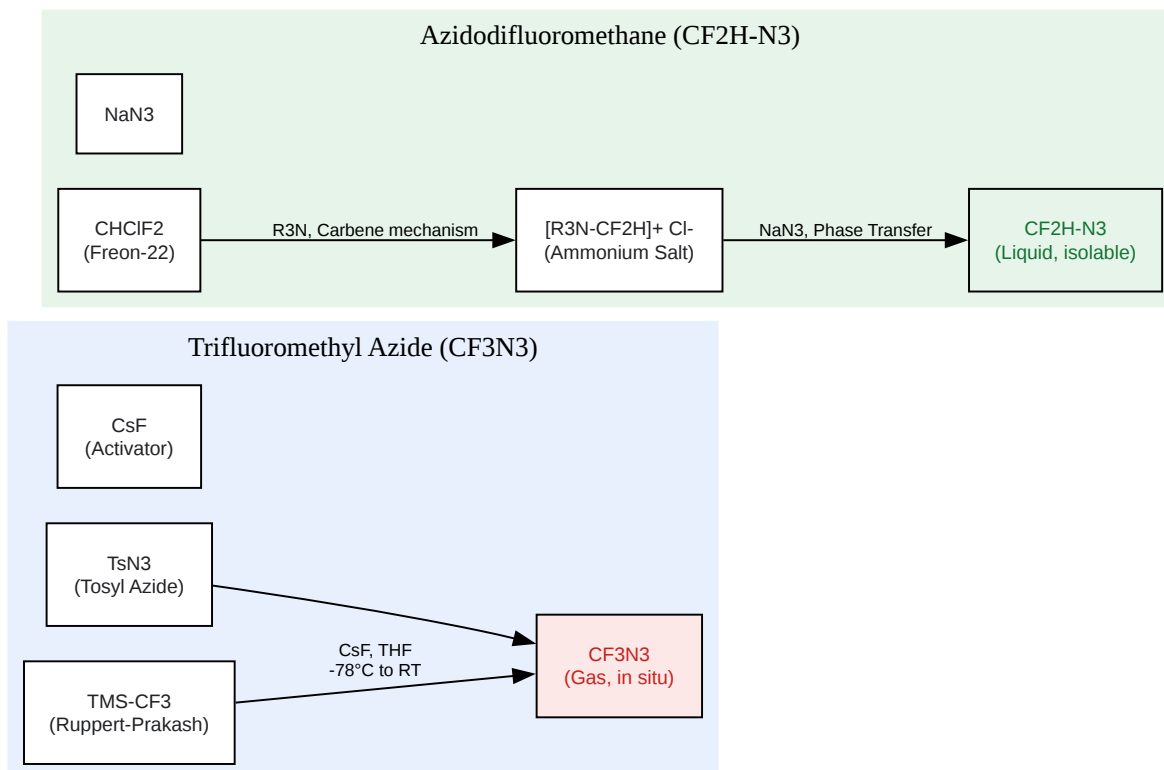 Azidodifluoromethane (CF2H-N3)
NaN3
CHClF2
(Freon-22)
R3N, Carbene mechanism
[R3N-CF2H]+ Cl-
(Ammonium Salt)
NaN3, Phase Transfer
CF2H-N3
(Liquid, isolable)
Trifluoromethyl Azide (CF3N3)
CsF
(Activator)
TsN3
(Tosyl Azide)
TMS-CF3
(Ruppert-Prakash)
CsF, THF
-78°C to RT
CF3N3
(Gas, in situ)